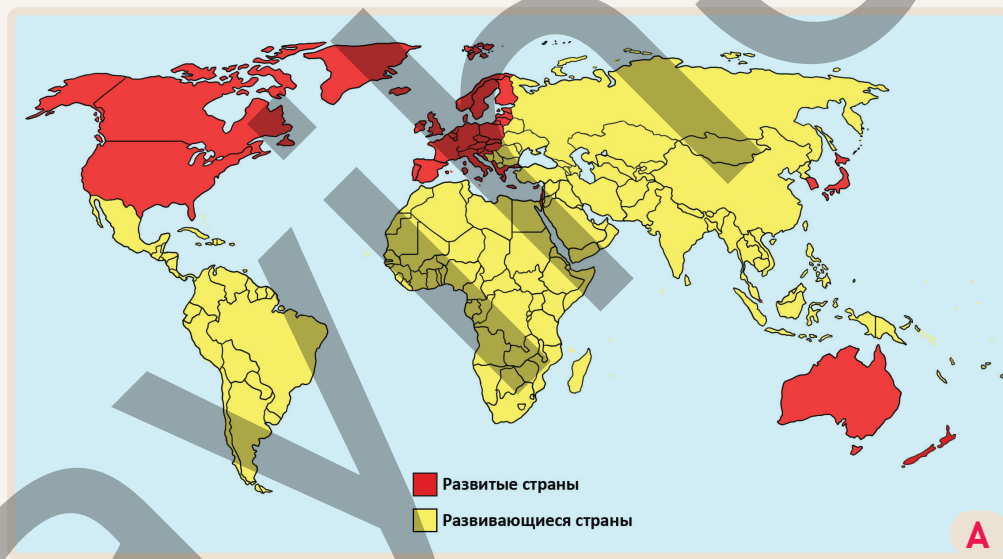 Развитые страны
Развивающиеся страны
A